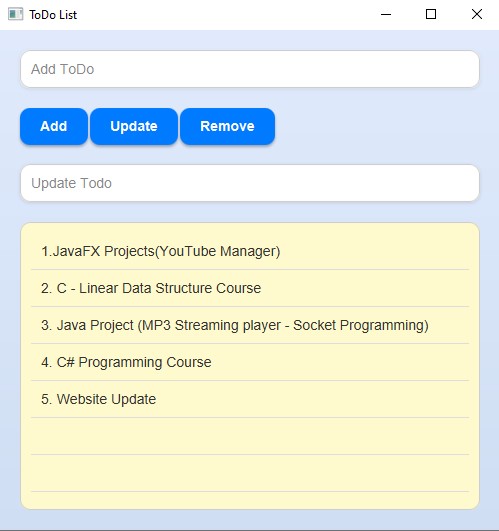 ToDo List
Add ToDo
Add Update Remove
Update Todo
1.JavaFX Projects(YouTube Manager)
2. C - Linear Data Structure Course
3. Java Project (MP3 Streaming player - Socket Programming)
4. C# Programming Course
5. Website Update